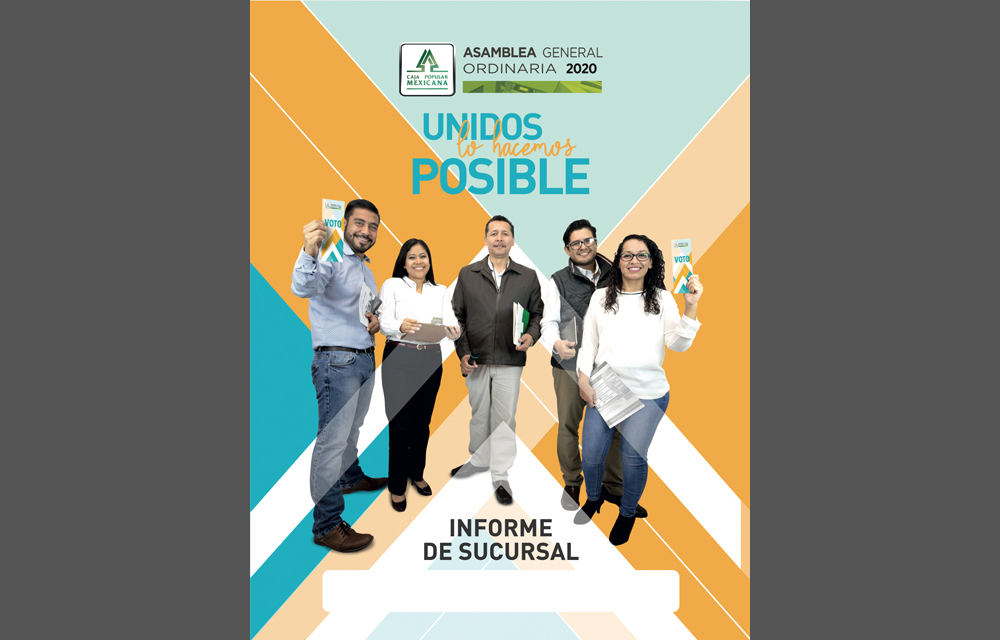 CAJA POPULAR
MEXICANA
ASAMBLEA GENERAL
ORDINARIA 2020
UNIDOS
lo hacemos
POSIBLE
VOTO
VOTO
INFORME
DE SUCURSAL